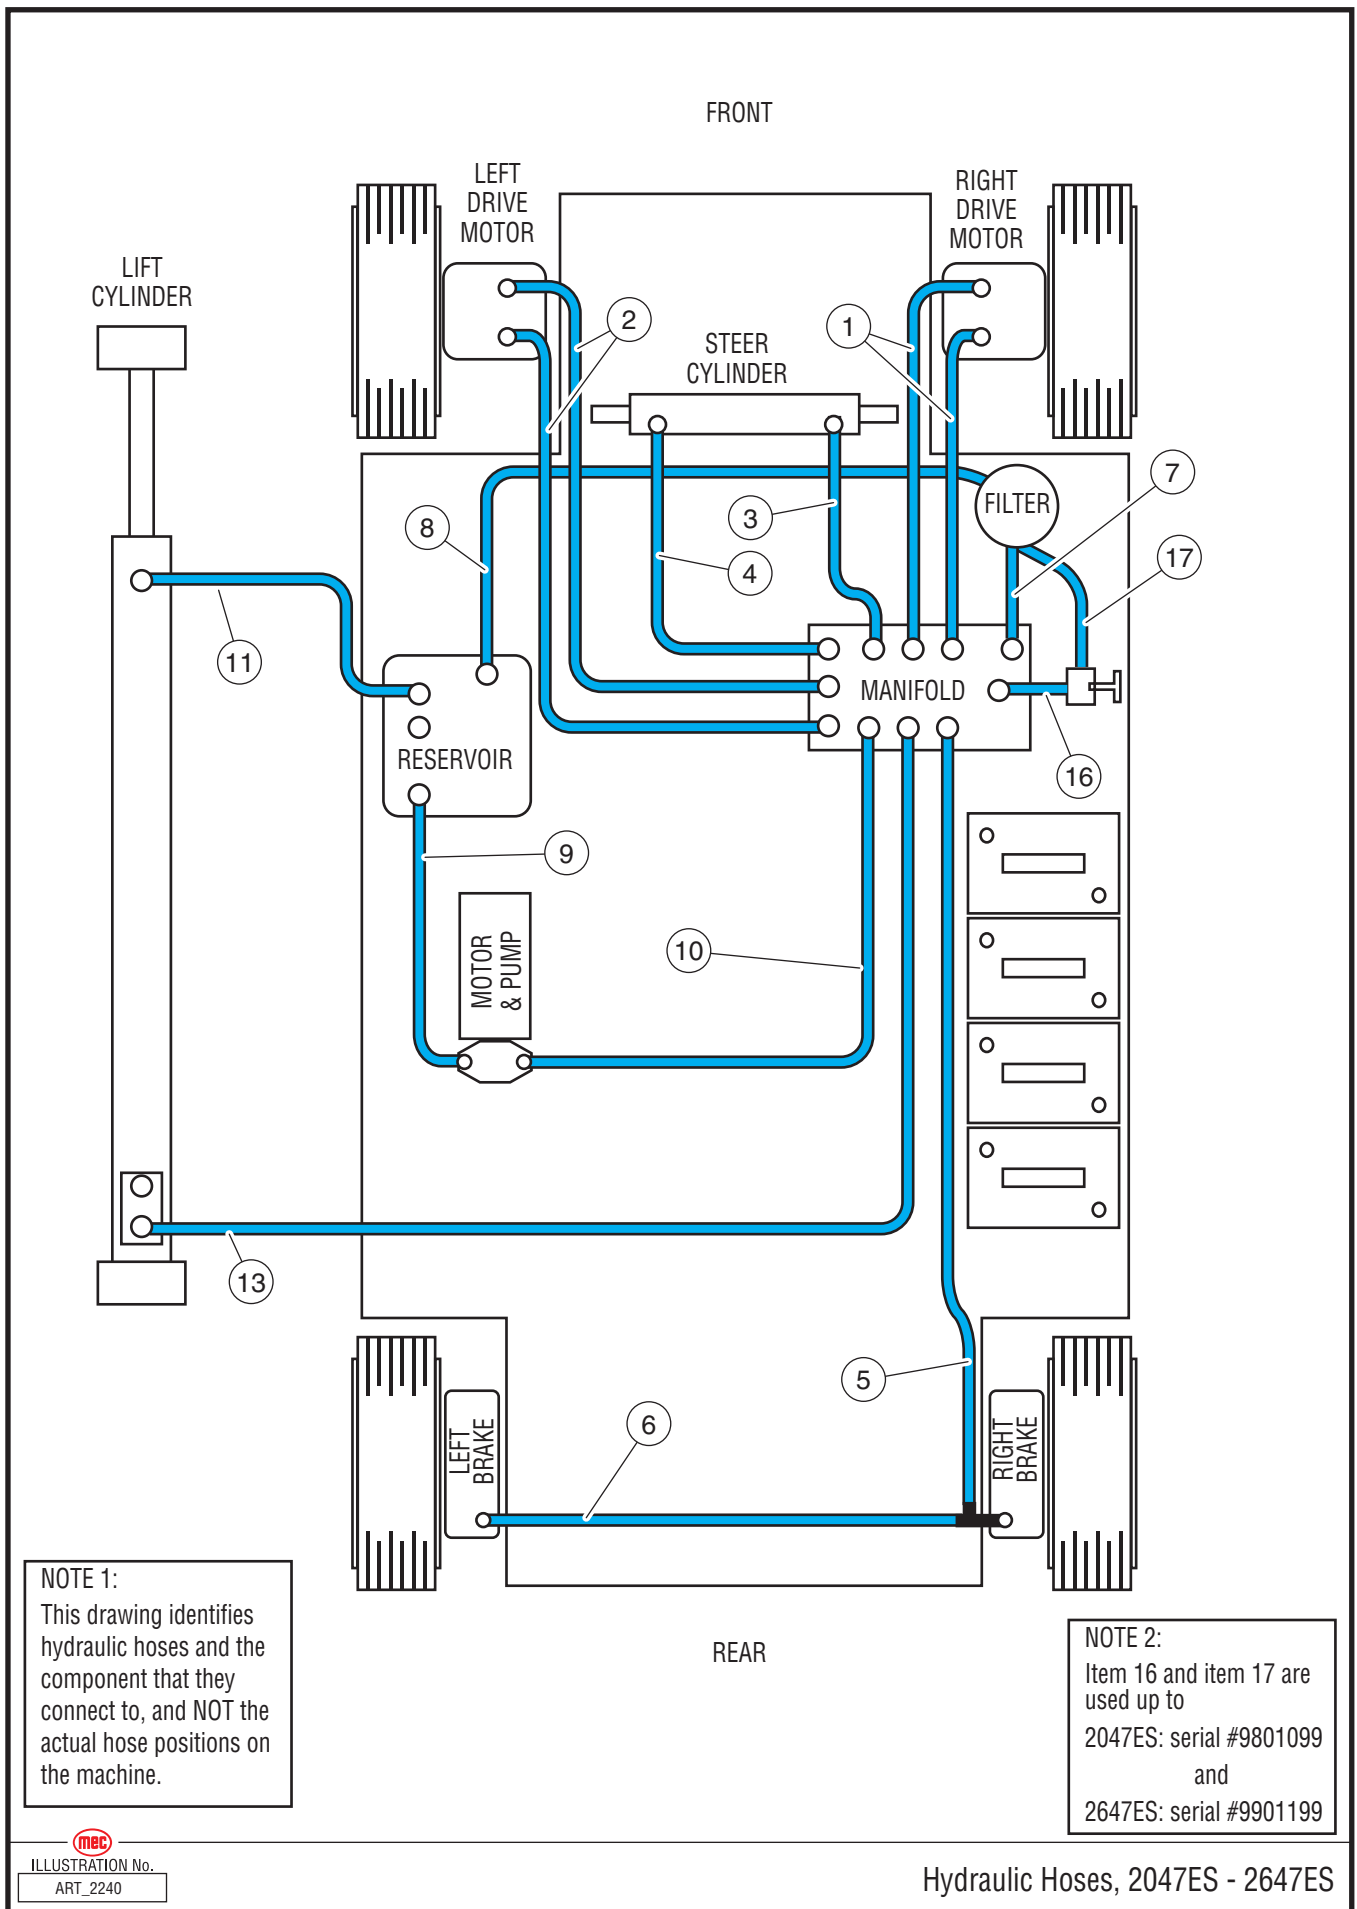 FRONT
LEFT
DRIVE
MOTOR
RIGHT
DRIVE
MOTOR
LIFT
CYLINDER
2
1
STEER
CYLINDER
7
FILTER
8
3
17
4
11
MANIFOLD
RESERVOIR
16
9
MOTOR
& PUMP
10
13
5
6
LEFT
BRAKE
RIGHT
BRAKE
NOTE 1:
This drawing identifies
hydraulic hoses and the
component that they
connect to, and NOT the
actual hose positions on
the machine.
REAR
NOTE 2:
Item 16 and item 17 are
used up to
2047ES: serial #9801099
and
2647ES: serial #9901199
mec
ILLUSTRATION No.
ART_2240
Hydraulic Hoses, 2047ES - 2647ES